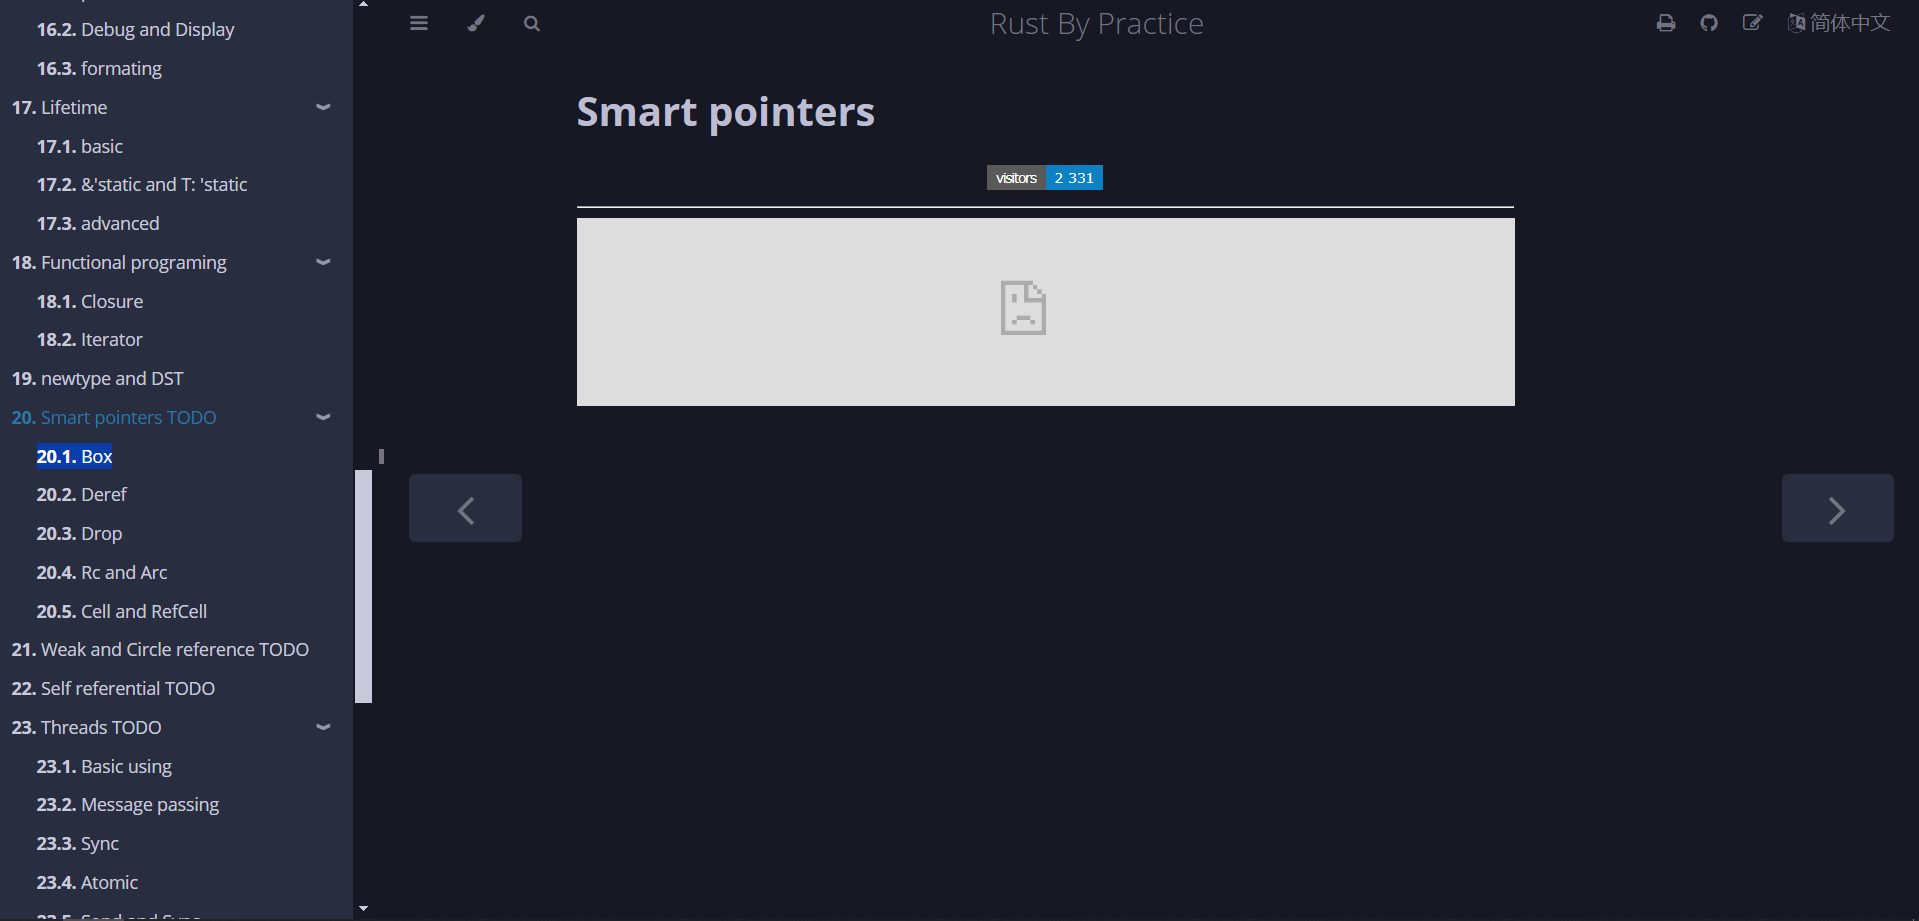 16.2. Debug and Display
16.3. formating
17. Lifetime
17.1. basic
17.2. &'static and T: 'static
17.3. advanced
18. Functional programing
18.1. Closure
18.2. Iterator
19. newtype and DST
20. Smart pointers TODO
20.1. Box
20.2. Deref
20.3. Drop
20.4. Rc and Arc
20.5. Cell and RefCell
21. Weak and Circle reference TODO
22. Self referential TODO
23. Threads TODO
23.1. Basic using
23.2. Message passing
23.3. Sync
23.4. Atomic
23.5. Send and Sync
Rust By Practice
简体中文
Smart pointers
visitors 2 331